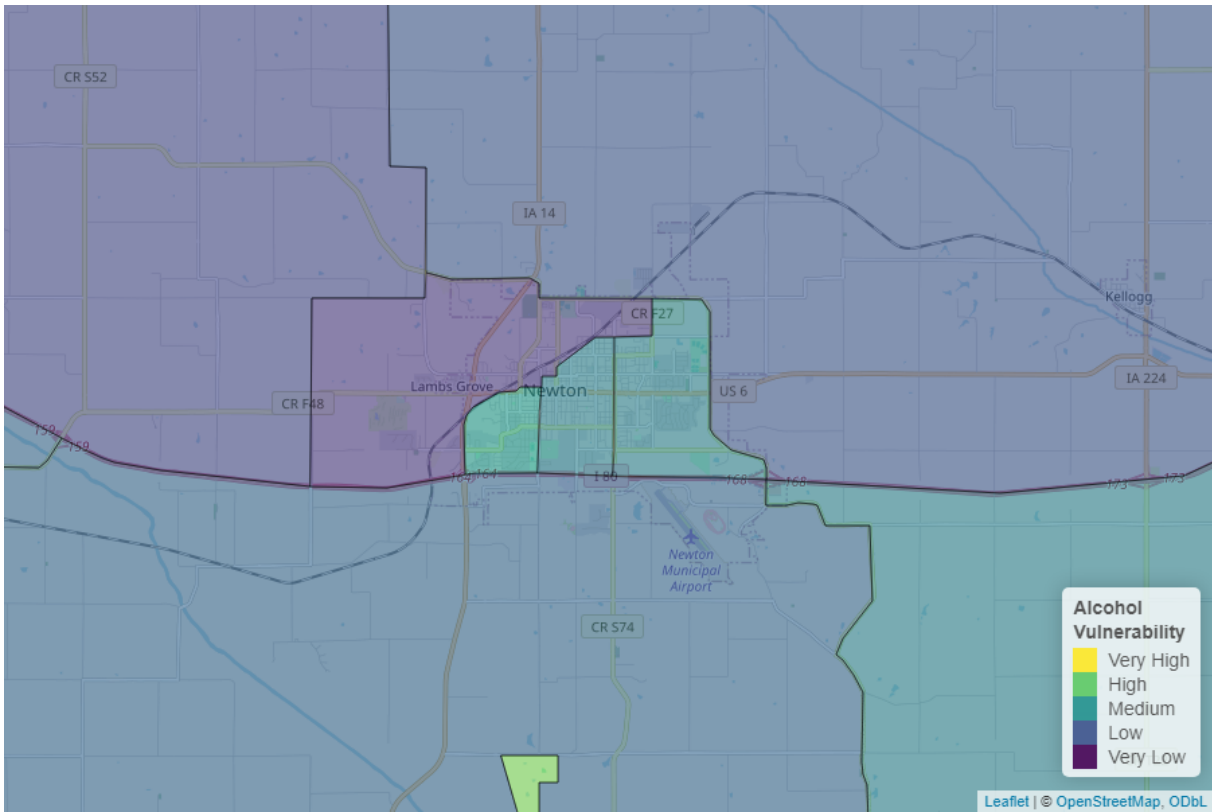 CR S52
IA 14
Kellogg
CR F27
Lambs Grove
Newton
US 6
IA 224
CR F48
159
159
164
164
I 80
168
168
173
173
Newton
Municipal
Airport
CR S74
Alcohol
Vulnerability
Very High
High
Medium
Low
Very Low
Leaflet | © OpenStreetMap, ODbL